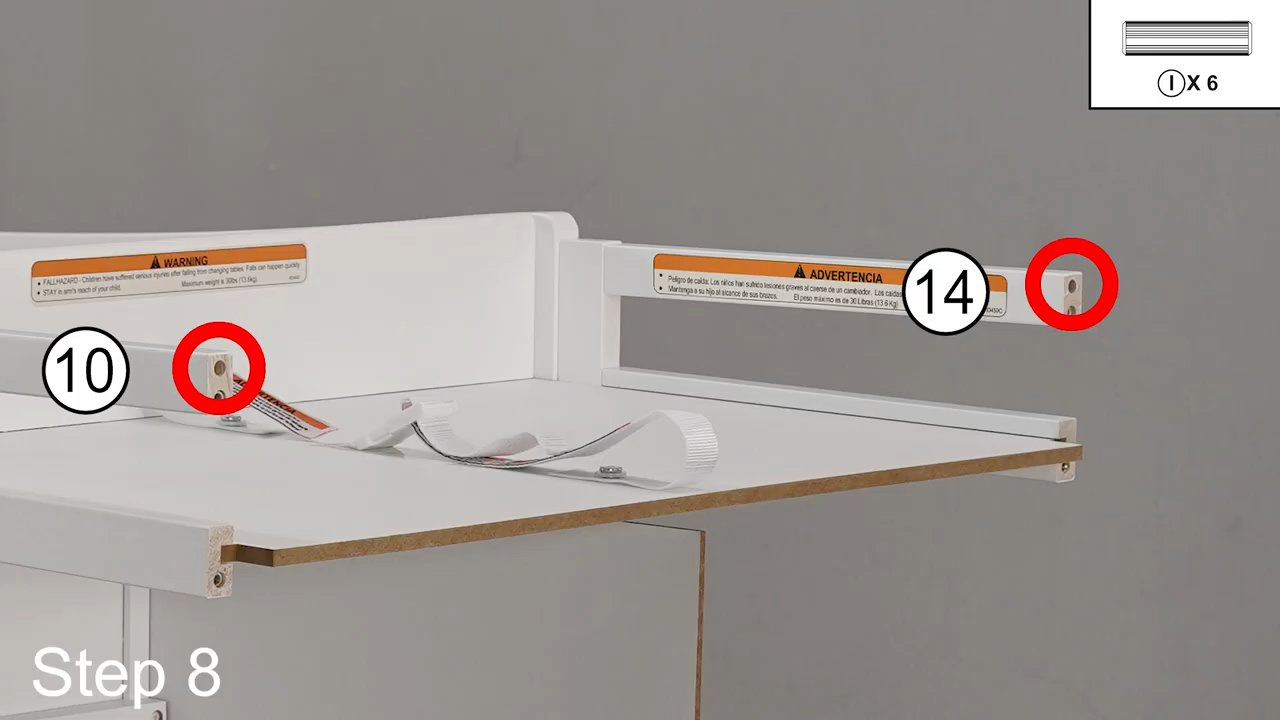 I X 6
WARNING
• FALLHAZARD - Children have suffered serious injuries after falling from changing tables. Falls can happen quickly.
• STAY in arm's reach of your child. Maximum weight is 30lbs (13.6kg).
ADVERTENCIA
• Peligro de caída: Los niños han sufrido lesiones graves al caerse de un cambiador. Las caídas
• Mantenga a su hijo al alcance de sus brazos. El peso máximo es de 30 Libras (13.6 Kg)
14
10
Step 8